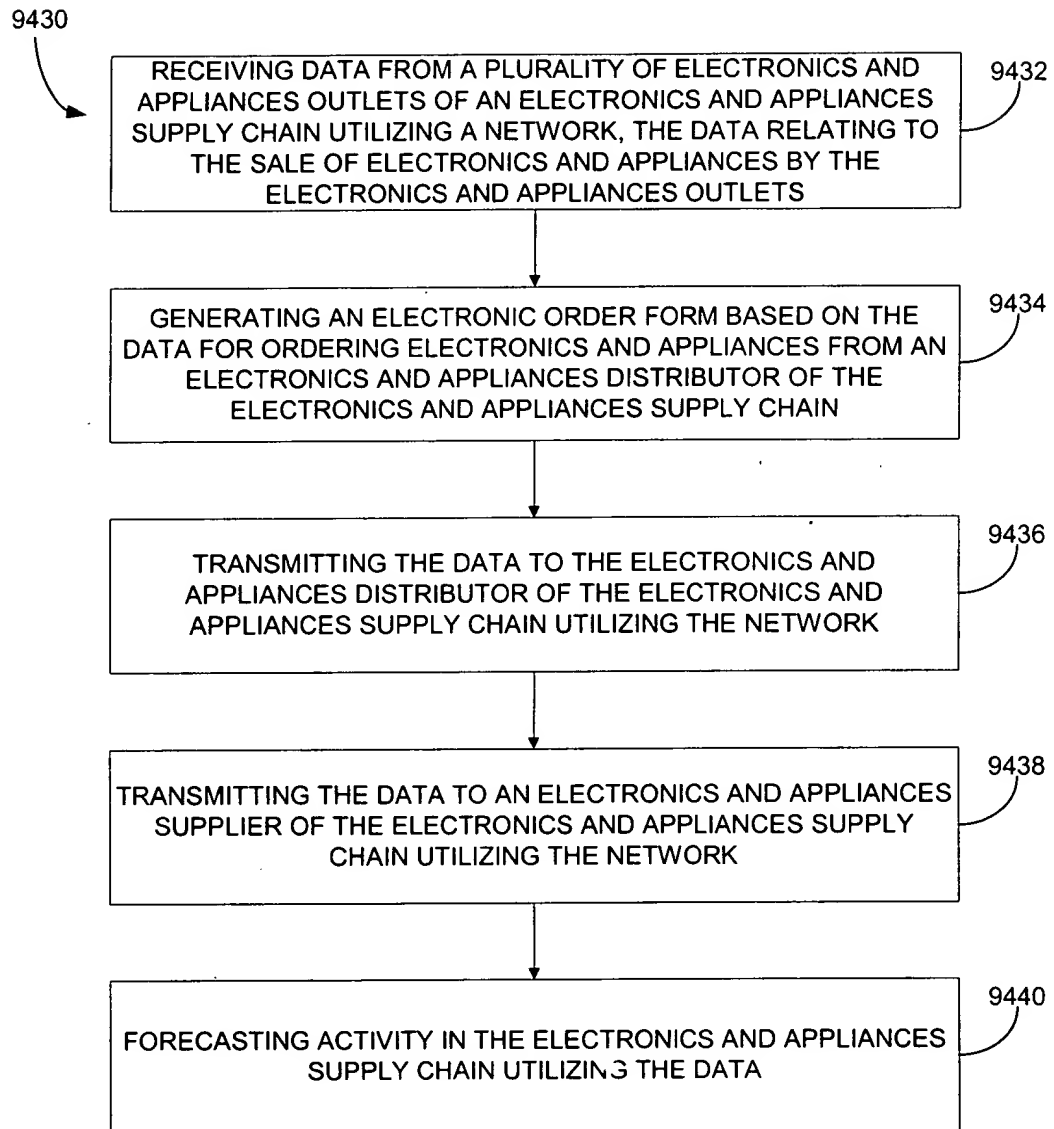 9430
RECEIVING DATA FROM A PLURALITY OF ELECTRONICS AND
APPLIANCES OUTLETS OF AN ELECTRONICS AND APPLIANCES
SUPPLY CHAIN UTILIZING A NETWORK, THE DATA RELATING TO
THE SALE OF ELECTRONICS AND APPLIANCES BY THE
ELECTRONICS AND APPLIANCES OUTLETS
9432
GENERATING AN ELECTRONIC ORDER FORM BASED ON THE
DATA FOR ORDERING ELECTRONICS AND APPLIANCES FROM AN
ELECTRONICS AND APPLIANCES DISTRIBUTOR OF THE
ELECTRONICS AND APPLIANCES SUPPLY CHAIN
9434
TRANSMITTING THE DATA TO THE ELECTRONICS AND
APPLIANCES DISTRIBUTOR OF THE ELECTRONICS AND
APPLIANCES SUPPLY CHAIN UTILIZING THE NETWORK
9436
TRANSMITTING THE DATA TO AN ELECTRONICS AND APPLIANCES
SUPPLIER OF THE ELECTRONICS AND APPLIANCES SUPPLY
CHAIN UTILIZING THE NETWORK
9438
FORECASTING ACTIVITY IN THE ELECTRONICS AND APPLIANCES
SUPPLY CHAIN UTILIZING THE DATA
9440